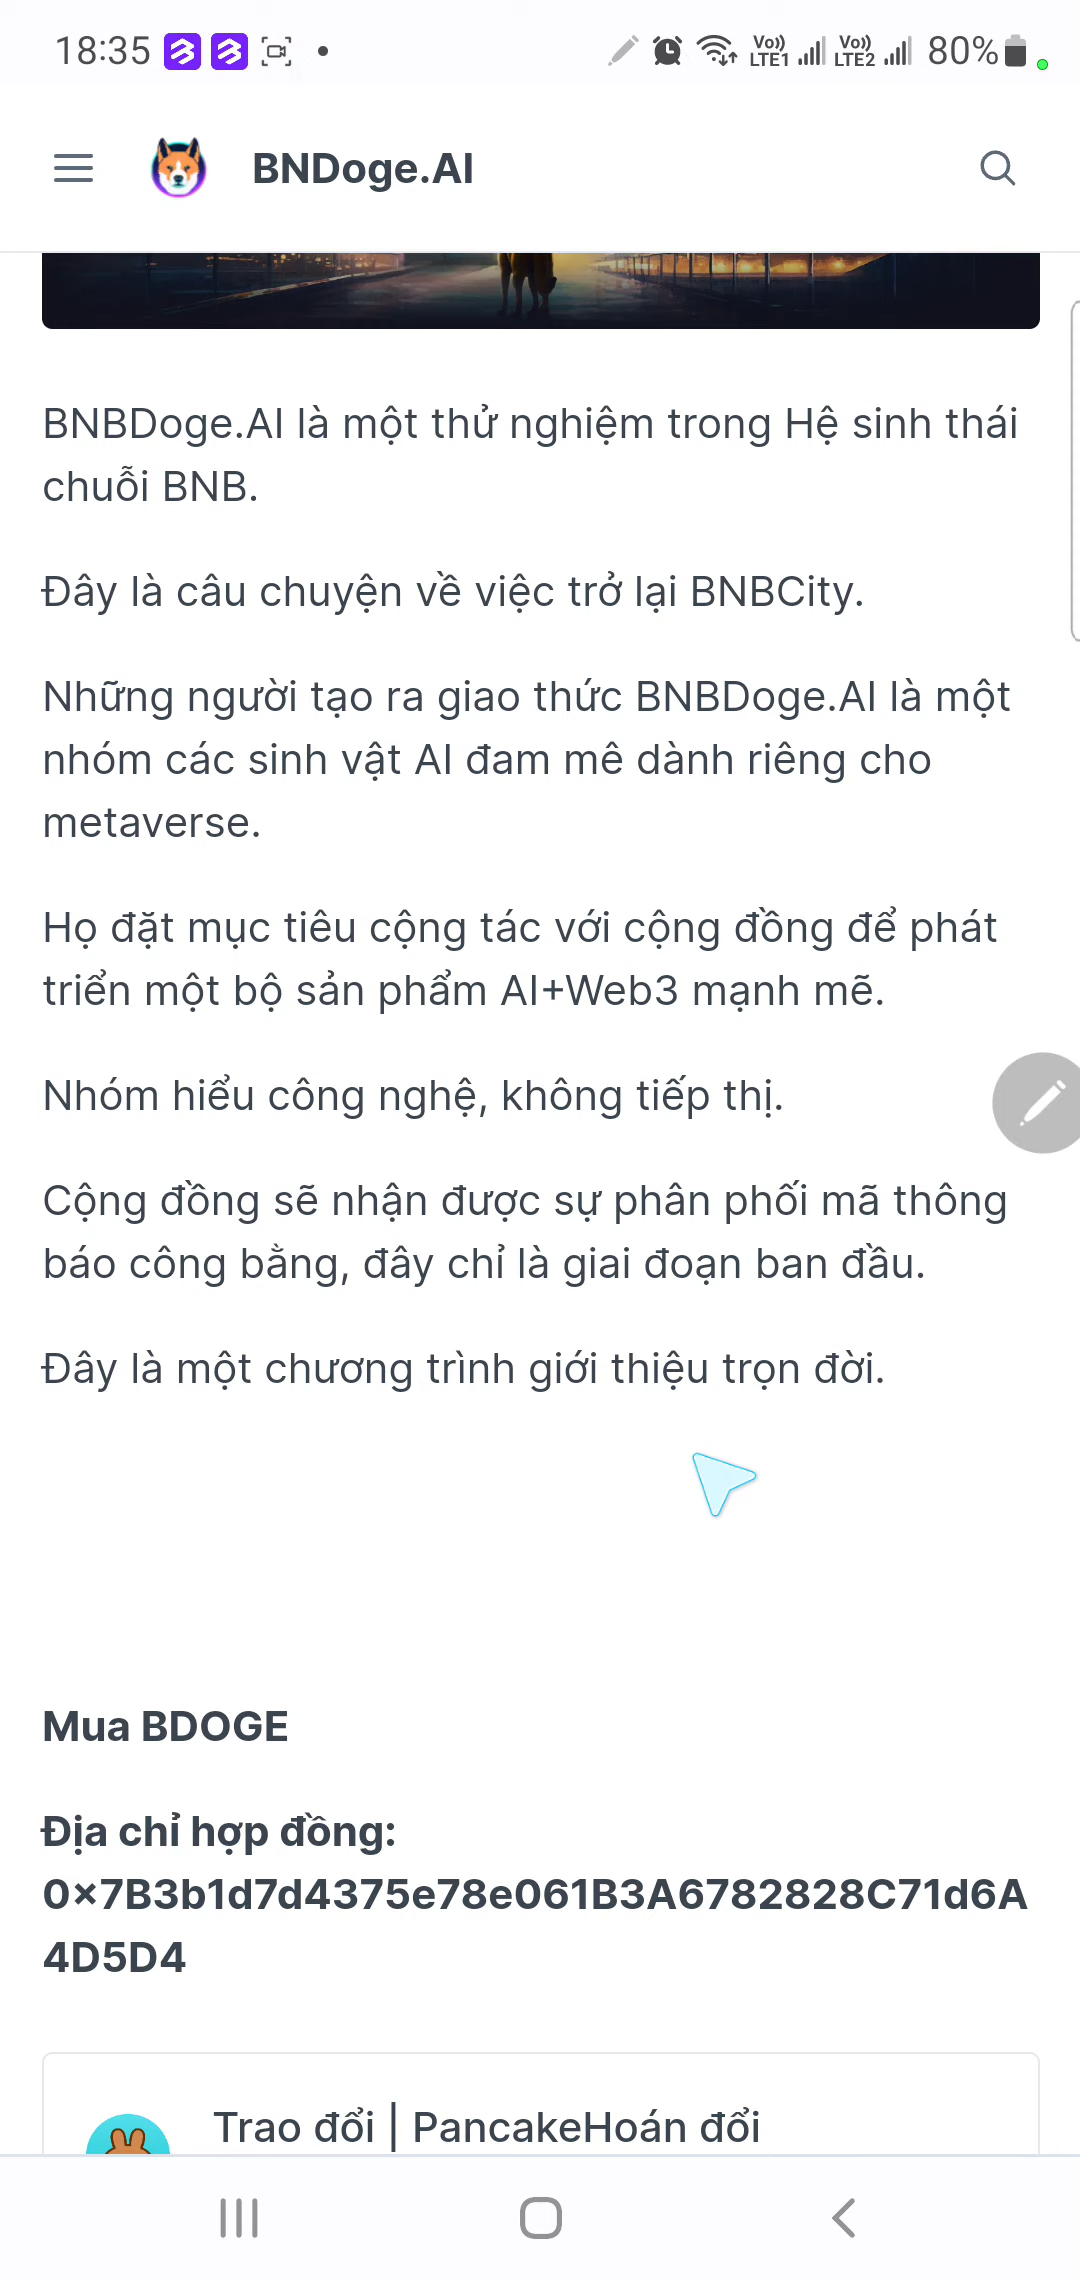 18:35
Vo)) LTE1 Vo)) LTE2 80%
BNDoge.AI
BNBDoge.AI là một thử nghiệm trong Hệ sinh thái
chuỗi BNB.
Đây là câu chuyện về việc trở lại BNBCity.
Những người tạo ra giao thức BNBDoge.AI là một
nhóm các sinh vật AI đam mê dành riêng cho
metaverse.
Họ đặt mục tiêu cộng tác với cộng đồng để phát
triển một bộ sản phẩm AI+Web3 mạnh mẽ.
Nhóm hiểu công nghệ, không tiếp thị.
Cộng đồng sẽ nhận được sự phân phối mã thông
báo công bằng, đây chỉ là giai đoạn ban đầu.
Đây là một chương trình giới thiệu trọn đời.
Mua BDOGE
Địa chỉ hợp đồng:
0x7B3b1d7d4375e78e061B3A6782828C71d6A
4D5D4
Trao đổi | PancakeHoán đổi